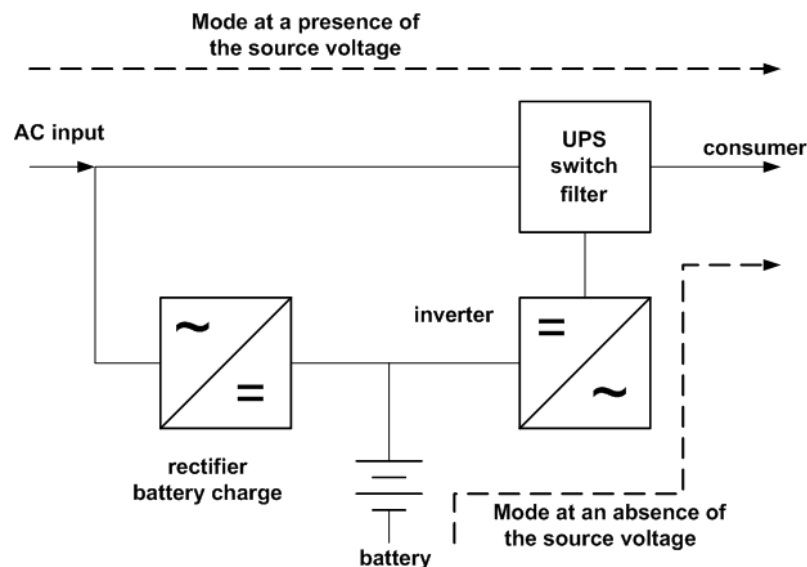 Mode at a presence of
the source voltage
AC input
UPS
switch
filter
consumer
~
=
inverter
=
~
rectifier
battery charge
battery
Mode at an absence of
the source voltage